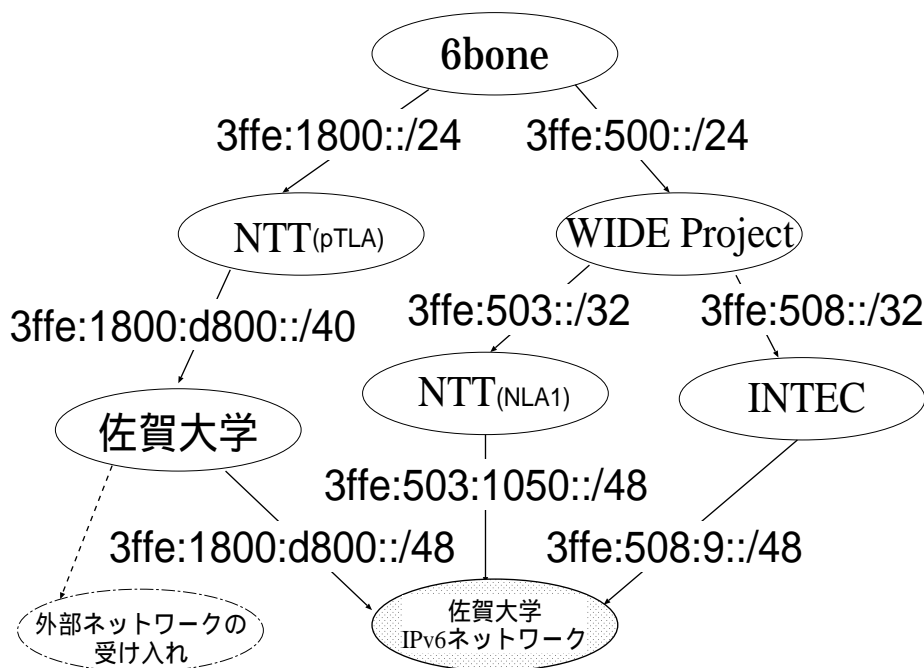 6bone
3ffe:1800::/24
3ffe:500::/24
NTT(pTLA)
WIDE Project
3ffe:1800:d800::/40
3ffe:503::/32
3ffe:508::/32
NTT(NLA1)
INTEC
佐賀大学
3ffe:503:1050::/48
3ffe:1800:d800::/48
3ffe:508:9::/48
外部ネットワークの
受け入れ
佐賀大学
IPv6ネットワーク